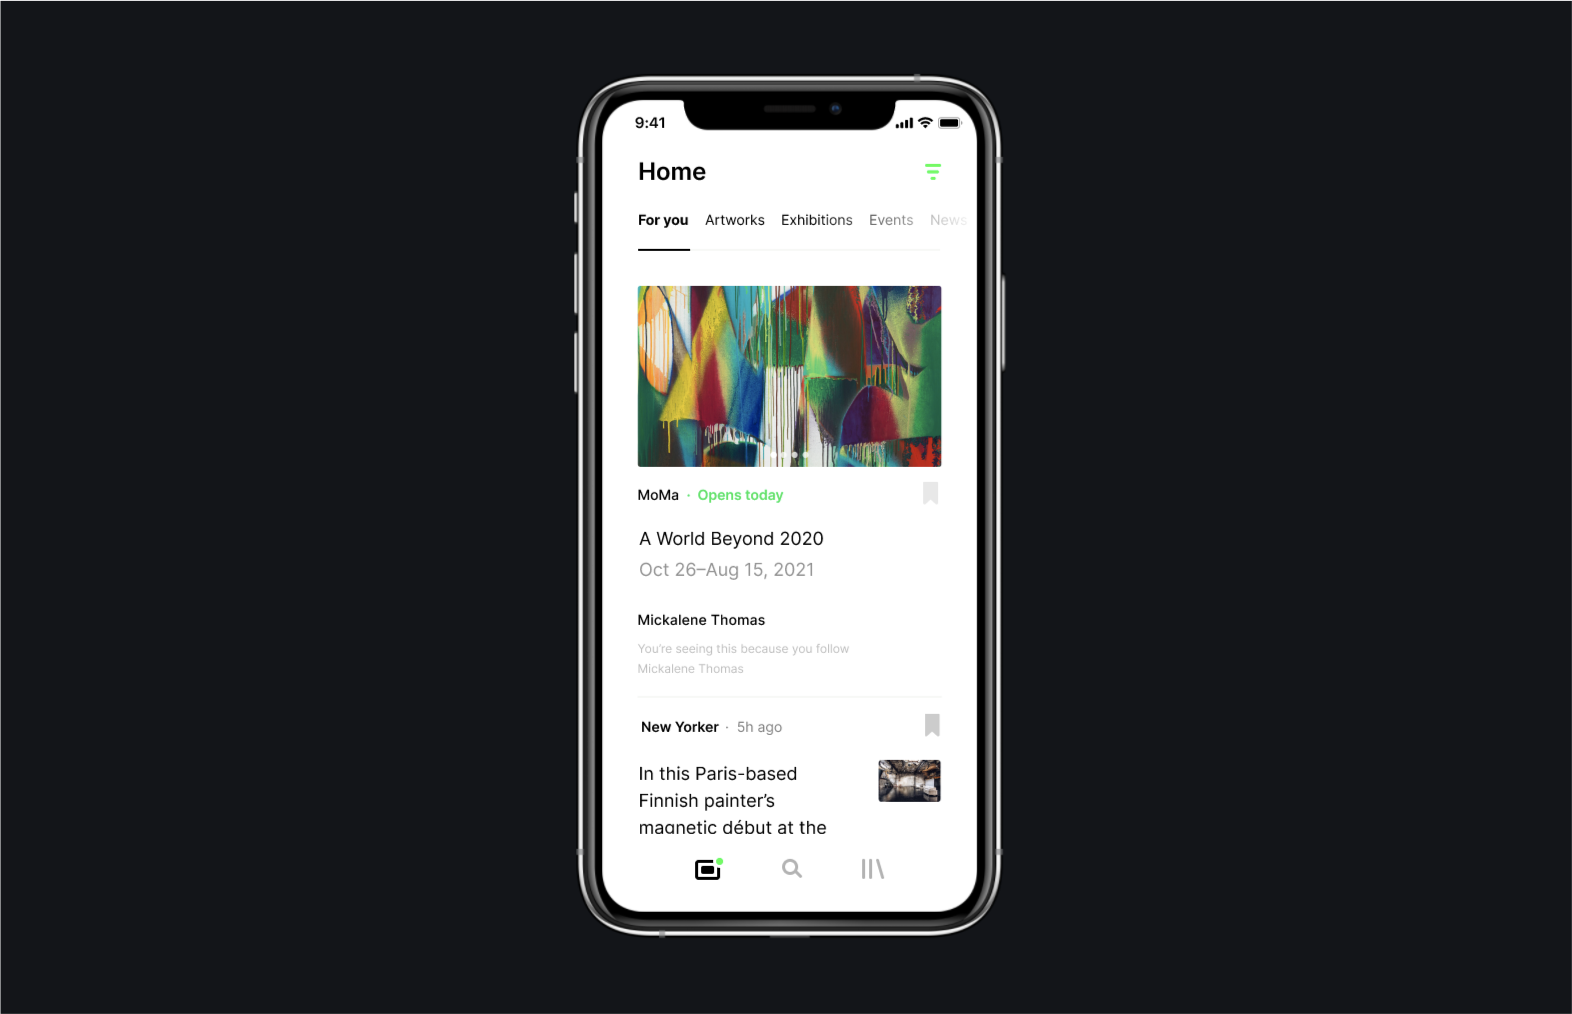 9:41
Home
For you Artworks Exhibitions Events News
MoMa · Opens today
A World Beyond 2020
Oct 26–Aug 15, 2021
Mickalene Thomas
You're seeing this because you follow
Mickalene Thomas
New Yorker · 5h ago
In this Paris-based
Finnish painter’s
magnetic début at the